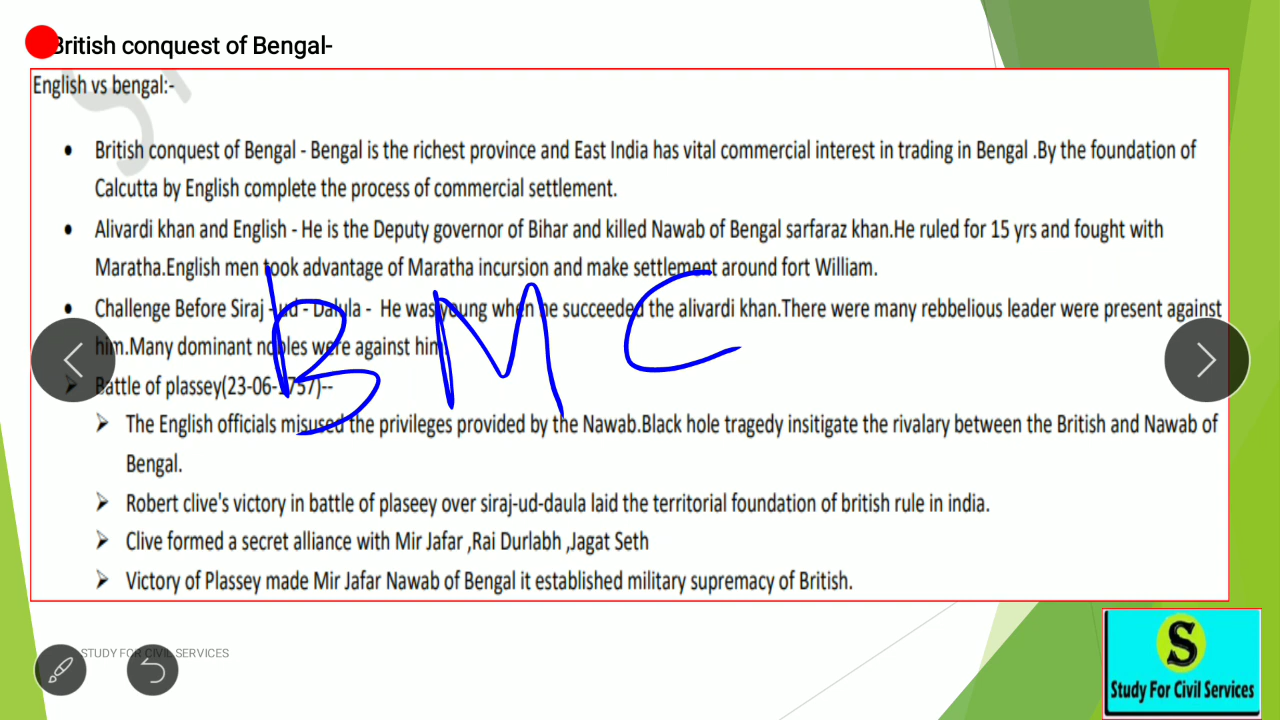 British conquest of Bengal-
English vs bengal:-
• British conquest of Bengal - Bengal is the richest province and East India has vital commercial interest in trading in Bengal .By the foundation of
Calcutta by English complete the process of commercial settlement.
• Alivardi khan and English - He is the Deputy governor of Bihar and killed Nawab of Bengal sarfaraz khan.He ruled for 15 yrs and fought with
Maratha.English men took advantage of Maratha incursion and make settlement around fort William.
• Challenge Before Siraj - ud - Dalula - He was young when he succeeded the alivardi khan.There were many rebbelious leader were present against
him.Many dominant nobles were against him.
BMC
➤ Battle of plassey(23-06-1757)--
➤ The English officials misused the privileges provided by the Nawab.Black hole tragedy insitigate the rivalary between the British and Nawab of
Bengal.
➤ Robert clive's victory in battle of plaseey over siraj-ud-daula laid the territorial foundation of british rule in india.
➤ Clive formed a secret alliance with Mir Jafar ,Rai Durlabh ,Jagat Seth
➤ Victory of Plassey made Mir Jafar Nawab of Bengal it established military supremacy of British.
STUDY FOR CIVIL SERVICES
S
Study For Civil Services